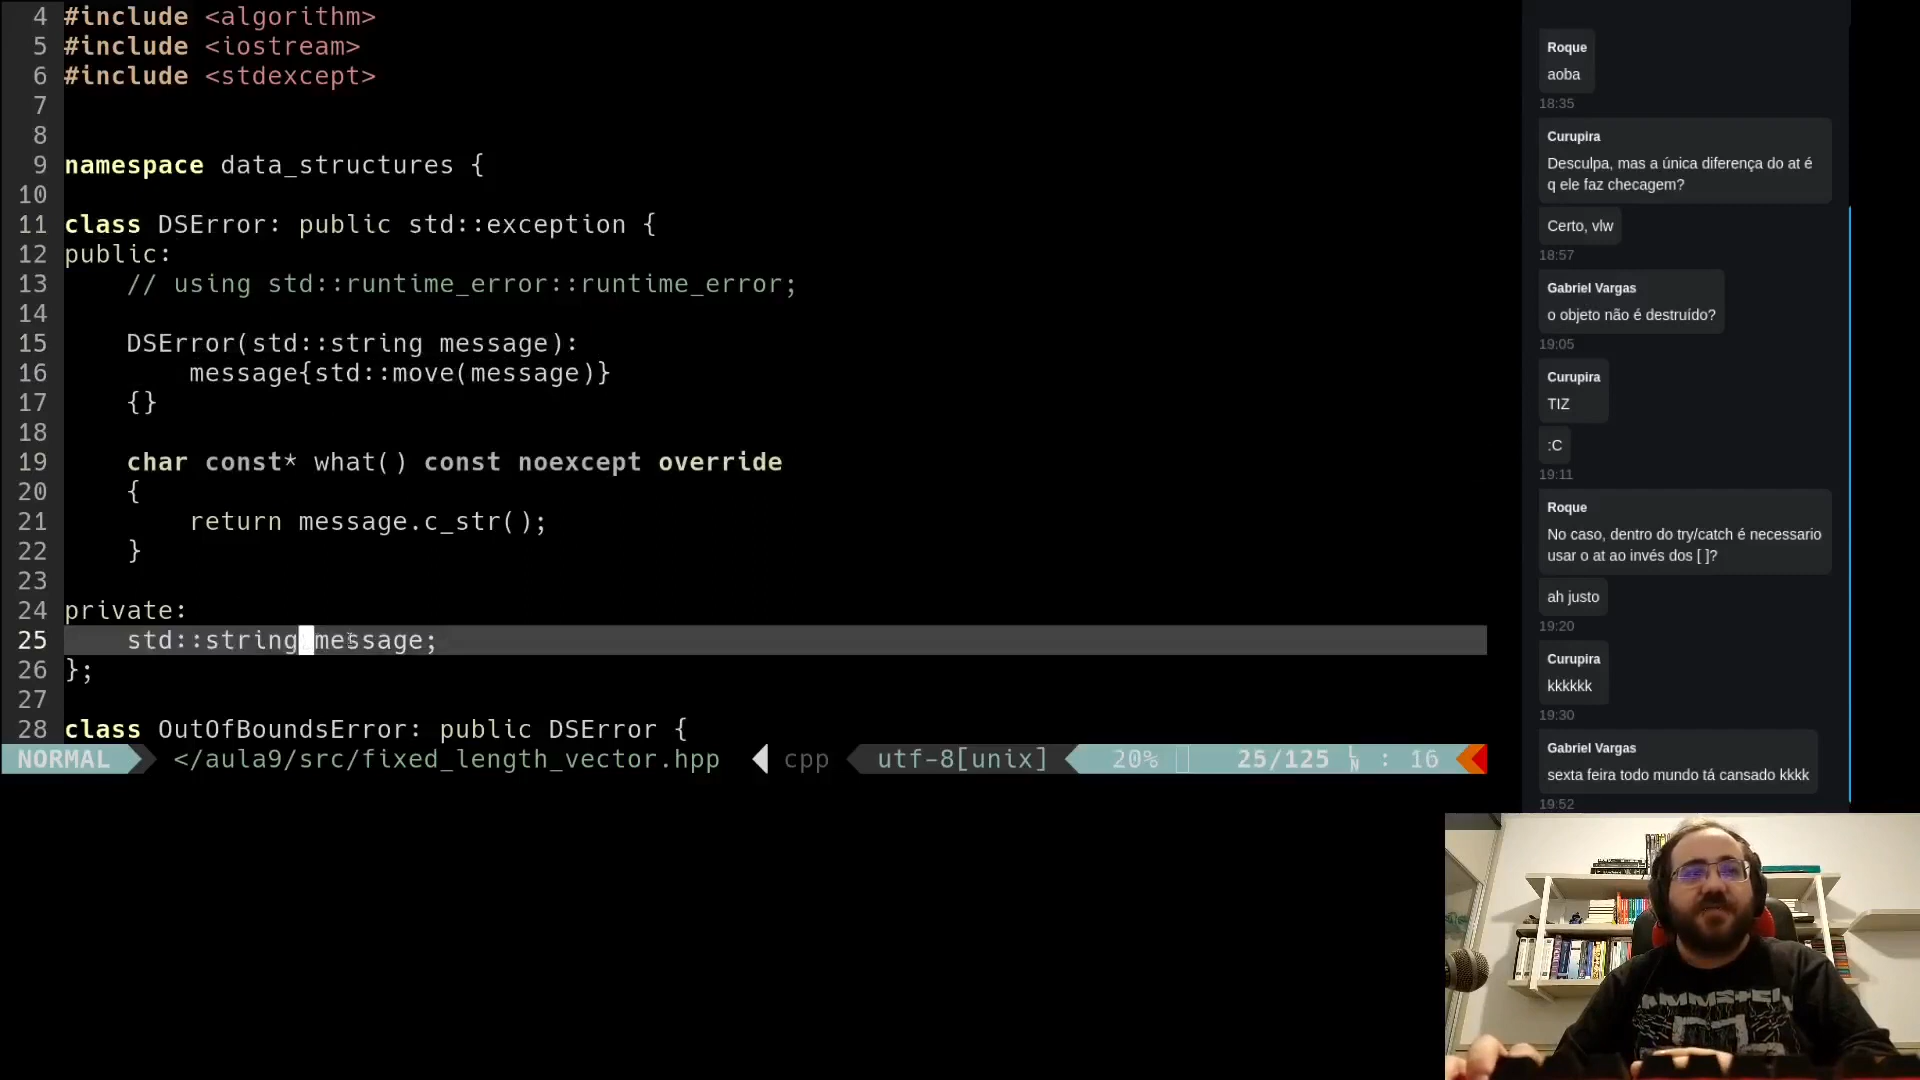 4 #include <algorithm>
5 #include <iostream>
6 #include <stdexcept>
7
8
9 namespace data_structures {
10
11 class DSError: public std::exception {
12 public:
13     // using std::runtime_error::runtime_error;
14
15     DSError(std::string message):
16         message{std::move(message)}
17     {}
18
19     char const* what() const noexcept override
20     {
21         return message.c_str();
22     }
23
24 private:
25     std::string message;
26 };
27
28 class OutOfBoundsError: public DSError {
NORMAL </aula9/src/fixed_length_vector.hpp cpp utf-8[unix] 20% 25/125 LN : 16
Roque
aoba
18:35
Curupira
Desculpa, mas a única diferença do at é
q ele faz checagem?
Certo, vlw
18:57
Gabriel Vargas
o objeto não é destruído?
19:05
Curupira
TIZ
:C
19:11
Roque
No caso, dentro do try/catch é necessario
usar o at ao invés dos [ ]?
ah justo
19:20
Curupira
kkkkkk
19:30
Gabriel Vargas
sexta feira todo mundo tá cansado kkkk
19:52
RAMMSTEIN